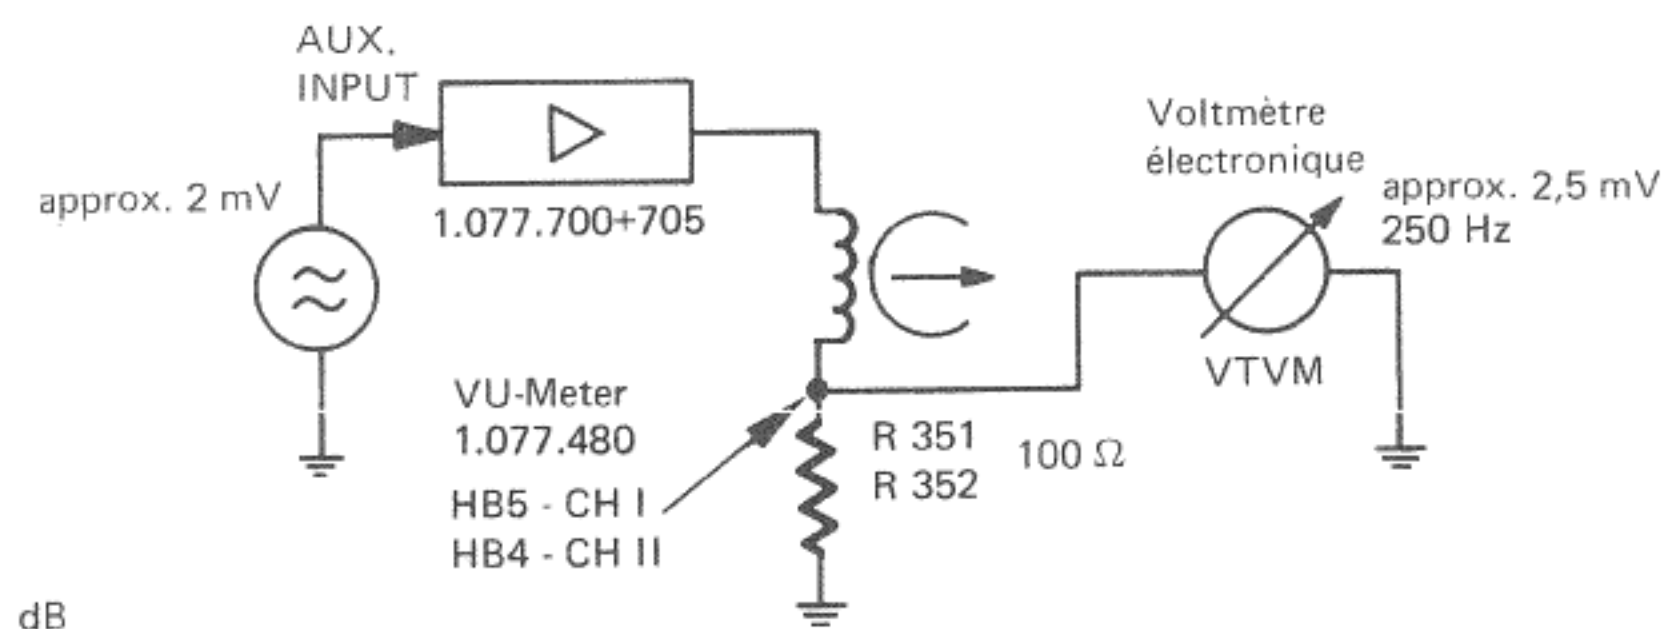 AUX.
INPUT
approx. 2 mV
1.077.700+705
Voltmètre
électronique
approx. 2,5 mV
250 Hz
VTVM
VU-Meter
1.077.480
HB5 - CH I
HB4 - CH II
R 351
R 352
100 Ω
dB